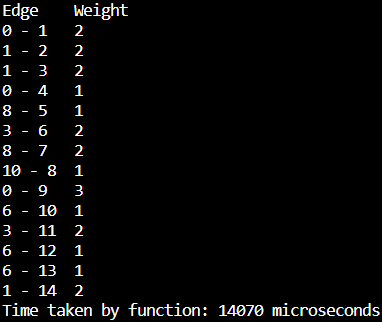 Edge Weight
0 - 1 2
1 - 2 2
1 - 3 2
0 - 4 1
8 - 5 1
3 - 6 2
8 - 7 2
10 - 8 1
0 - 9 3
6 - 10 1
3 - 11 2
6 - 12 1
6 - 13 1
1 - 14 2
Time taken by function: 14070 microseconds